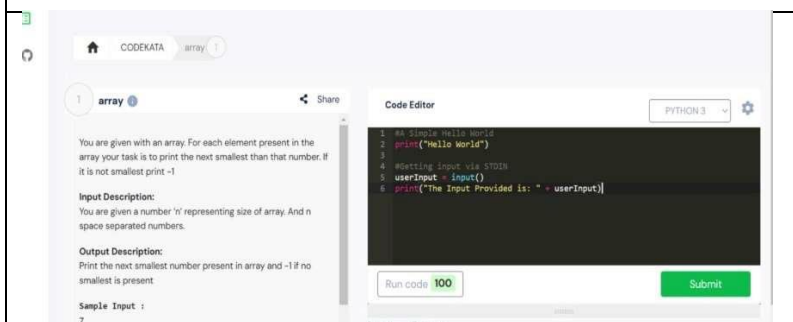 CODEKATA array 1
1 array
Share
You are given with an array. For each element present in the
array your task is to print the next smallest than that number. If
it is not smallest print -1
Input Description:
You are given a number 'n' representing size of array. And n
space separated numbers.
Output Description:
Print the next smallest number present in array and -1 if no
smallest is present
Sample Input :
7
Code Editor
PYTHON 3
1 #A Simple Hello World
2 print("Hello World")
3
4 #Getting input via STDIN
5 userInput = input()
6 print("The Input Provided is: " + userInput)
Run code 100
Submit